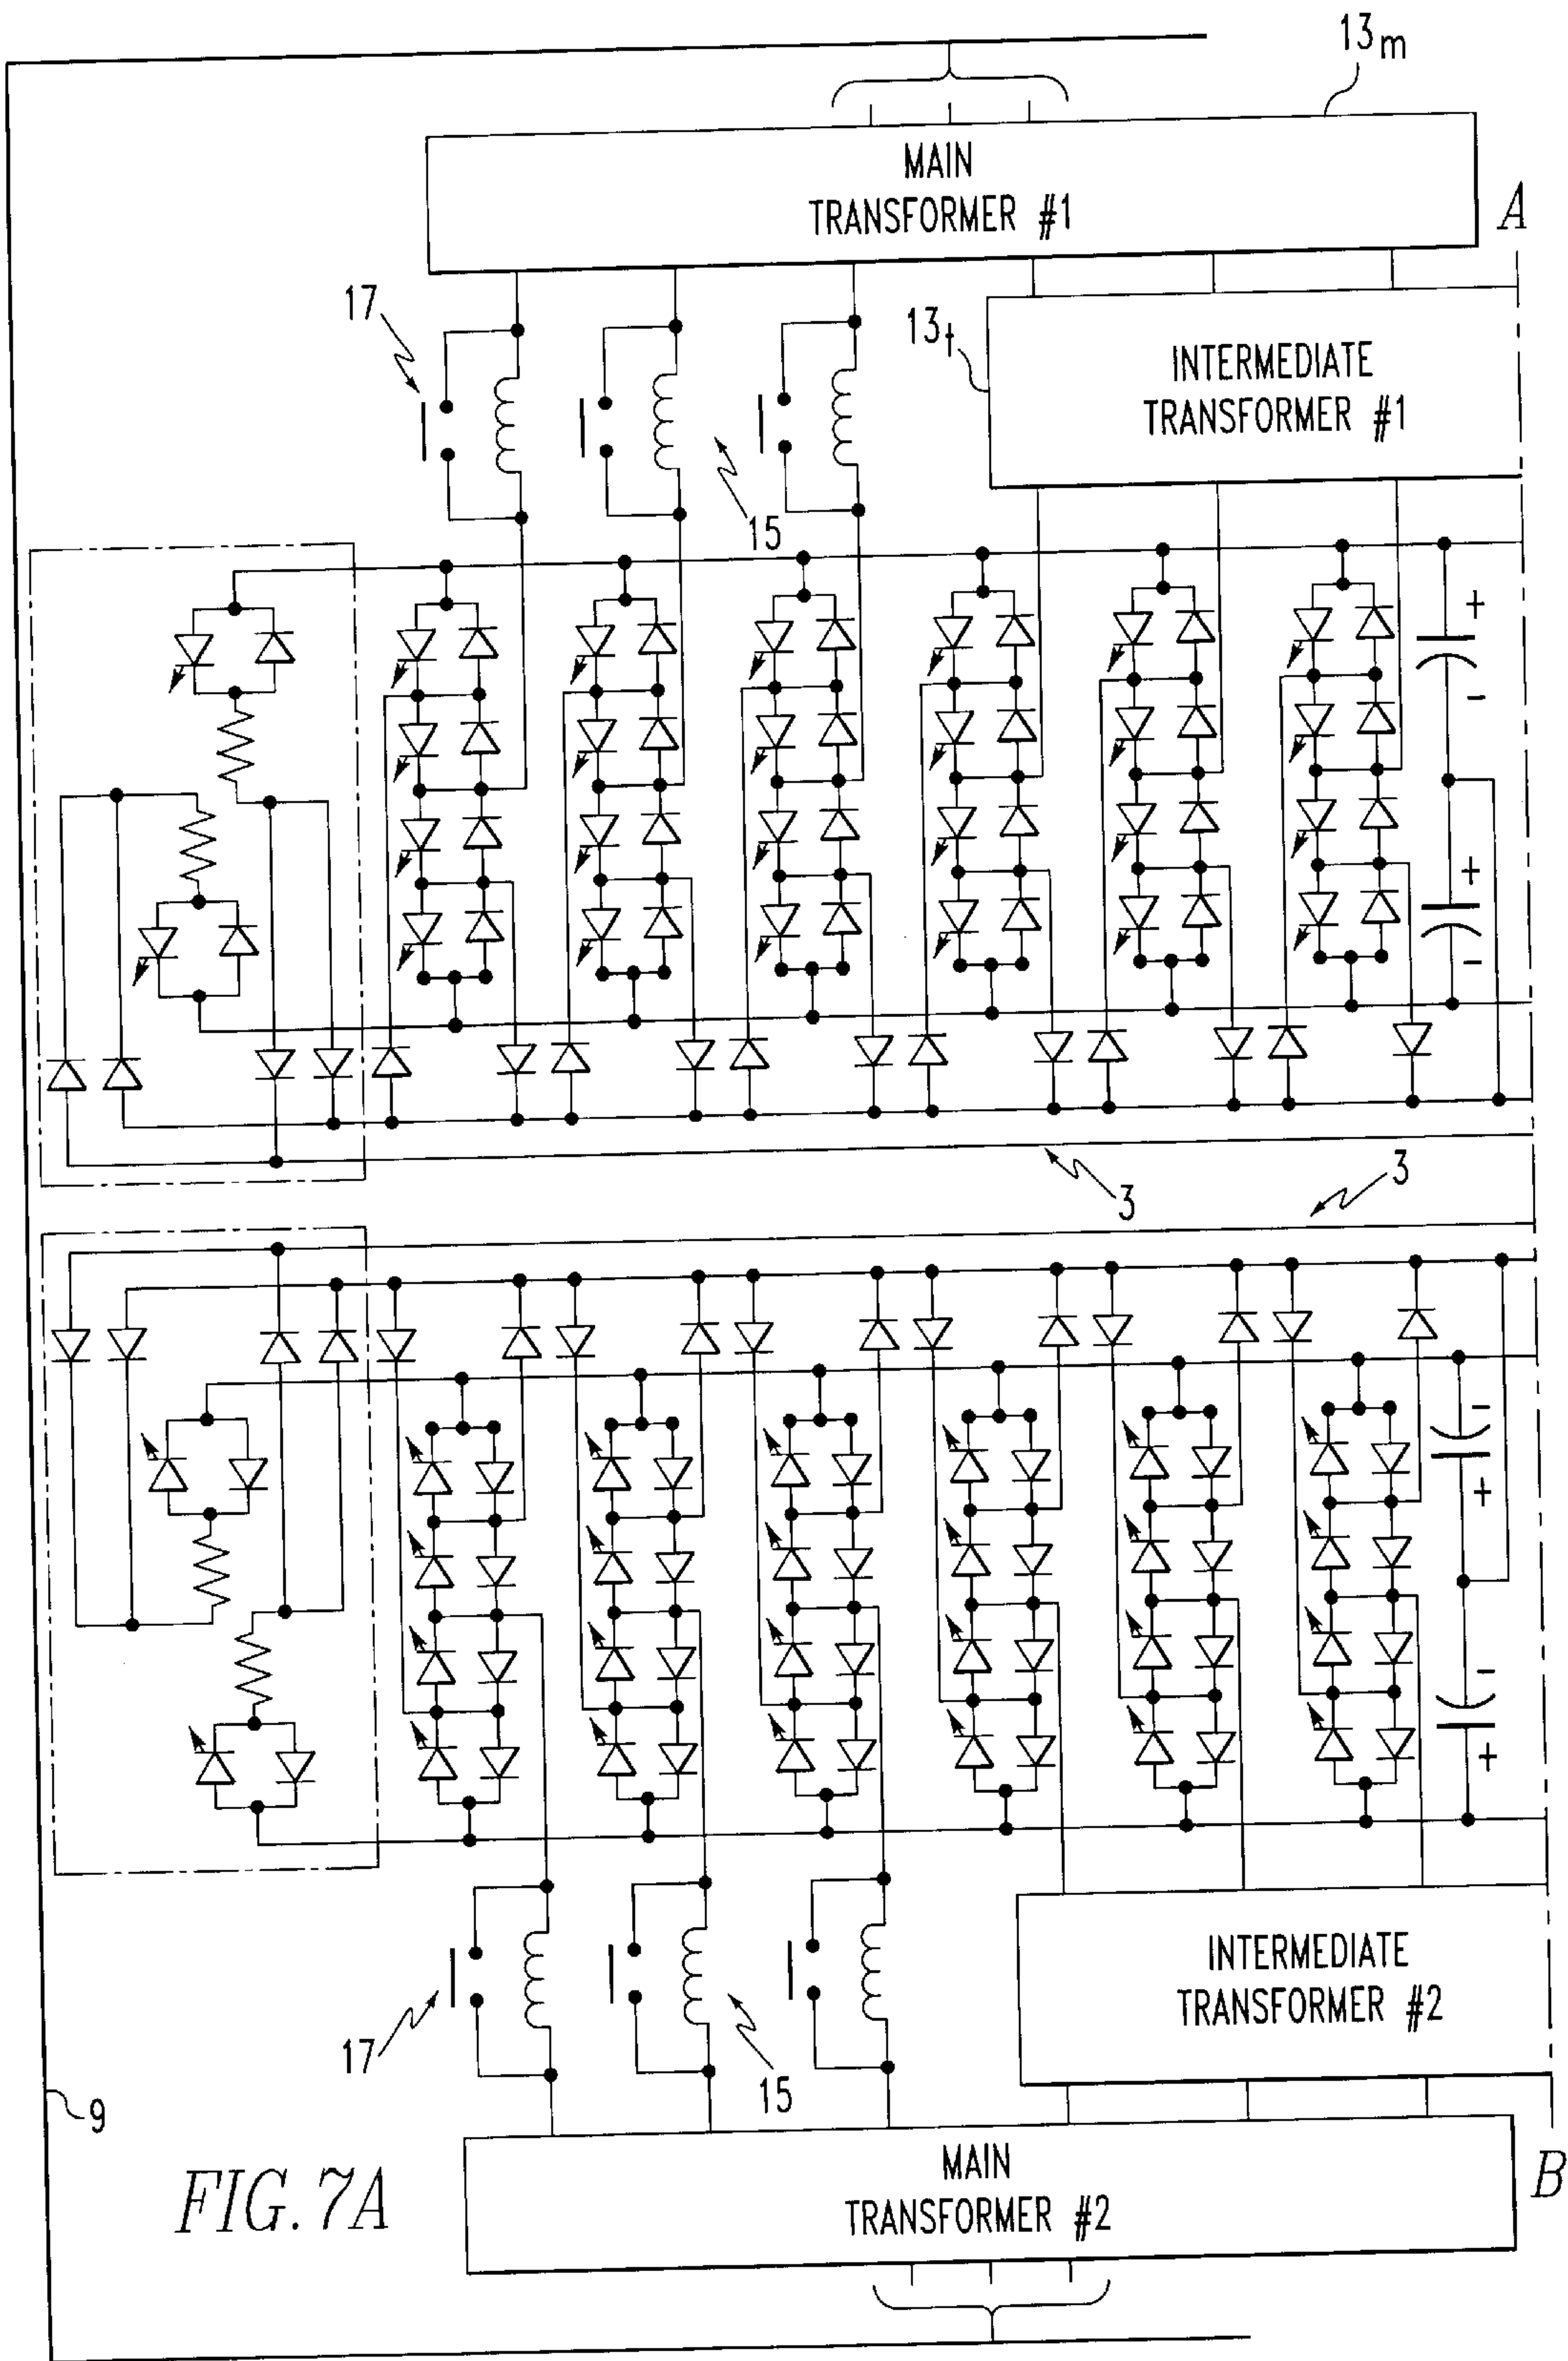 13m
MAIN
TRANSFORMER #1
A
17
13t
INTERMEDIATE
TRANSFORMER #1
15
+
-
+
-
3
3
-
+
-
+
INTERMEDIATE
TRANSFORMER #2
17
15
9
MAIN
TRANSFORMER #2
B
FIG. 7A